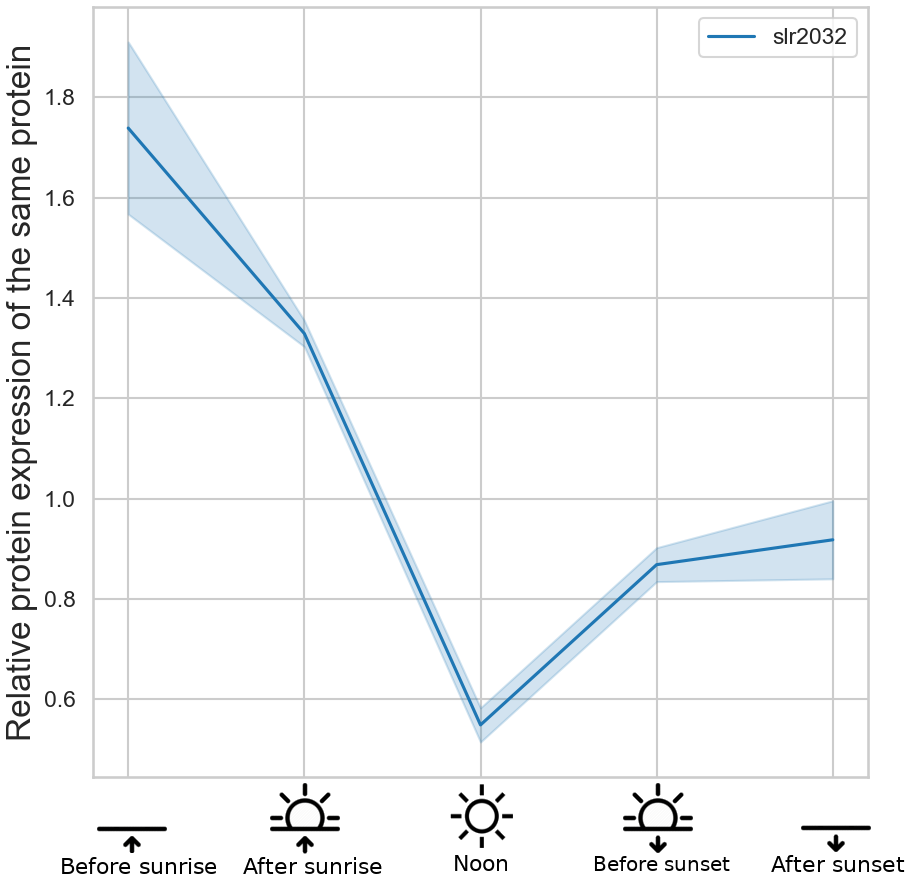 Relative protein expression of the same protein
slr2032
1.8
1.6
1.4
1.2
1.0
0.8
0.6
Before sunrise
After sunrise
Noon
Before sunset
After sunset